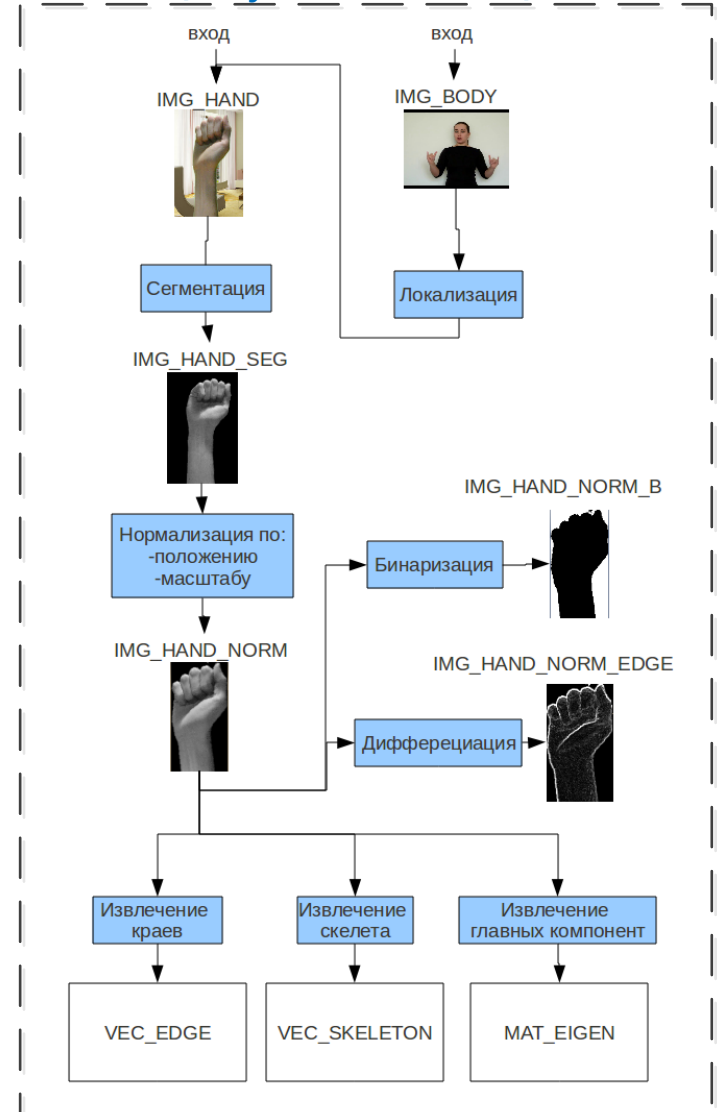 вход
вход
IMG_HAND
IMG_BODY
Сегментация
Локализация
IMG_HAND_SEG
IMG_HAND_NORM_B
Нормализация по:
-положению
-масштабу
Бинаризация
IMG_HAND_NORM
IMG_HAND_NORM_EDGE
Дифферециация
Извлечение
краев
Извлечение
скелета
Извлечение
главных компонент
VEC_EDGE
VEC_SKELETON
MAT_EIGEN